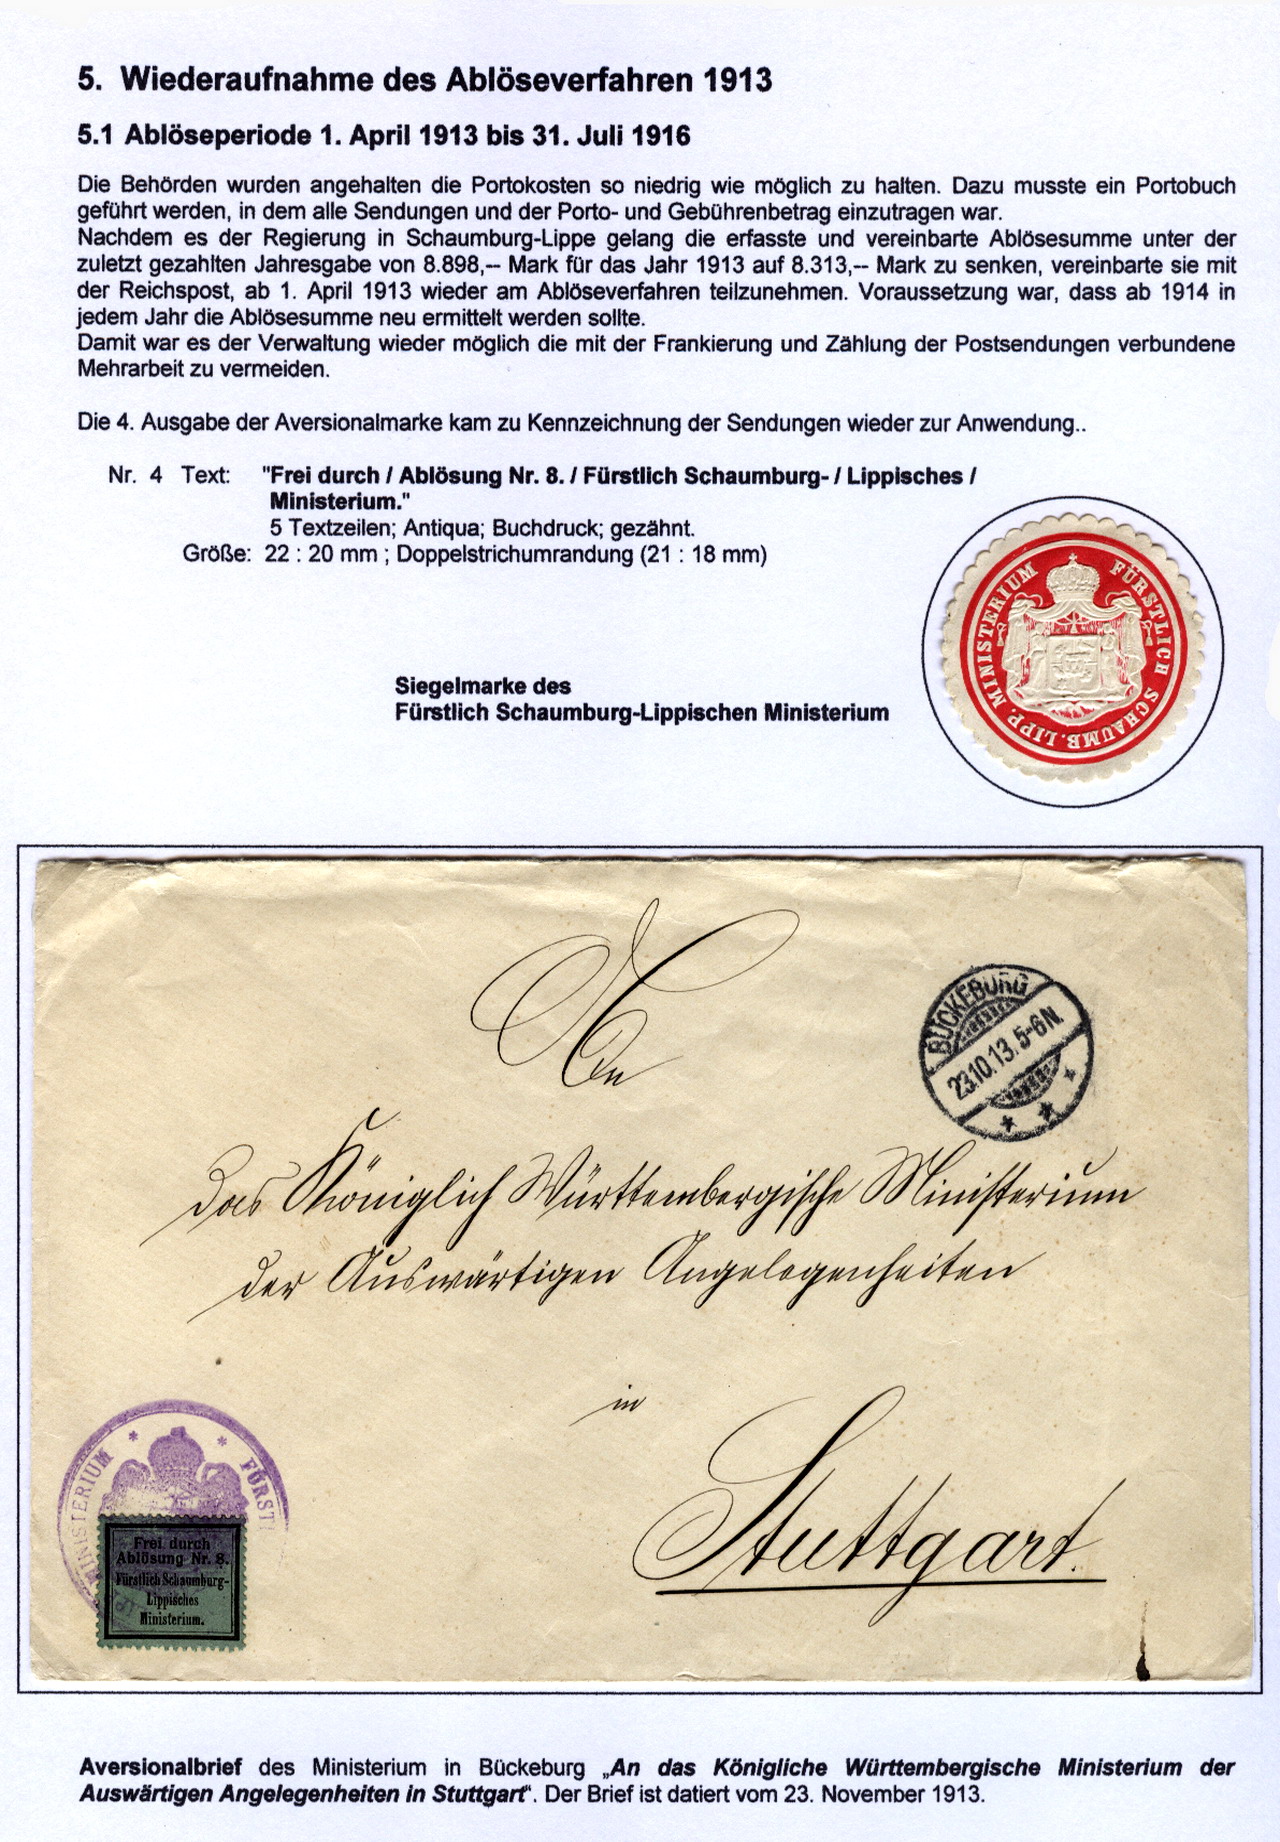 5. Wiederaufnahme des Ablöseverfahren 1913
5.1 Ablöseperiode 1. April 1913 bis 31. Juli 1916
Die Behörden wurden angehalten die Portokosten so niedrig wie möglich zu halten. Dazu musste ein Portobuch
geführt werden, in dem alle Sendungen und der Porto- und Gebührenbetrag einzutragen war.
Nachdem es der Regierung in Schaumburg-Lippe gelang die erfasste und vereinbarte Ablösesumme unter der
zuletzt gezahlten Jahresgabe von 8.898,-- Mark für das Jahr 1913 auf 8.313,-- Mark zu senken, vereinbarte sie mit
der Reichspost, ab 1. April 1913 wieder am Ablöseverfahren teilzunehmen. Voraussetzung war, dass ab 1914 in
jedem Jahr die Ablösesumme neu ermittelt werden sollte.
Damit war es der Verwaltung wieder möglich die mit der Frankierung und Zählung der Postsendungen verbundene
Mehrarbeit zu vermeiden.
Die 4. Ausgabe der Aversionalmarke kam zu Kennzeichnung der Sendungen wieder zur Anwendung..
Nr. 4 Text: "Frei durch / Ablösung Nr. 8. / Fürstlich Schaumburg- / Lippisches /
Ministerium."
5 Textzeilen; Antiqua; Buchdruck; gezähnt.
Größe: 22 : 20 mm ; Doppelstrichumrandung (21 : 18 mm)
FÜRSTLICH SCHAUMB. LIPP. MINISTERIUM
Siegelmarke des
Fürstlich Schaumburg-Lippischen Ministerium
An
BÜCKEBURG
23.10.13. 5-6N.
das Königlich Württembergische Ministerium
der Auswärtigen Angelegenheiten
in
Stuttgart.
MINISTERIUM * * FÜRSTL
Frei durch
Ablösung Nr. 8.
Fürstlich Schaumburg-
Lippisches
Ministerium.
Aversionalbrief des Ministerium in Bückeburg „An das Königliche Württembergische Ministerium der
Auswärtigen Angelegenheiten in Stuttgart". Der Brief ist datiert vom 23. November 1913.